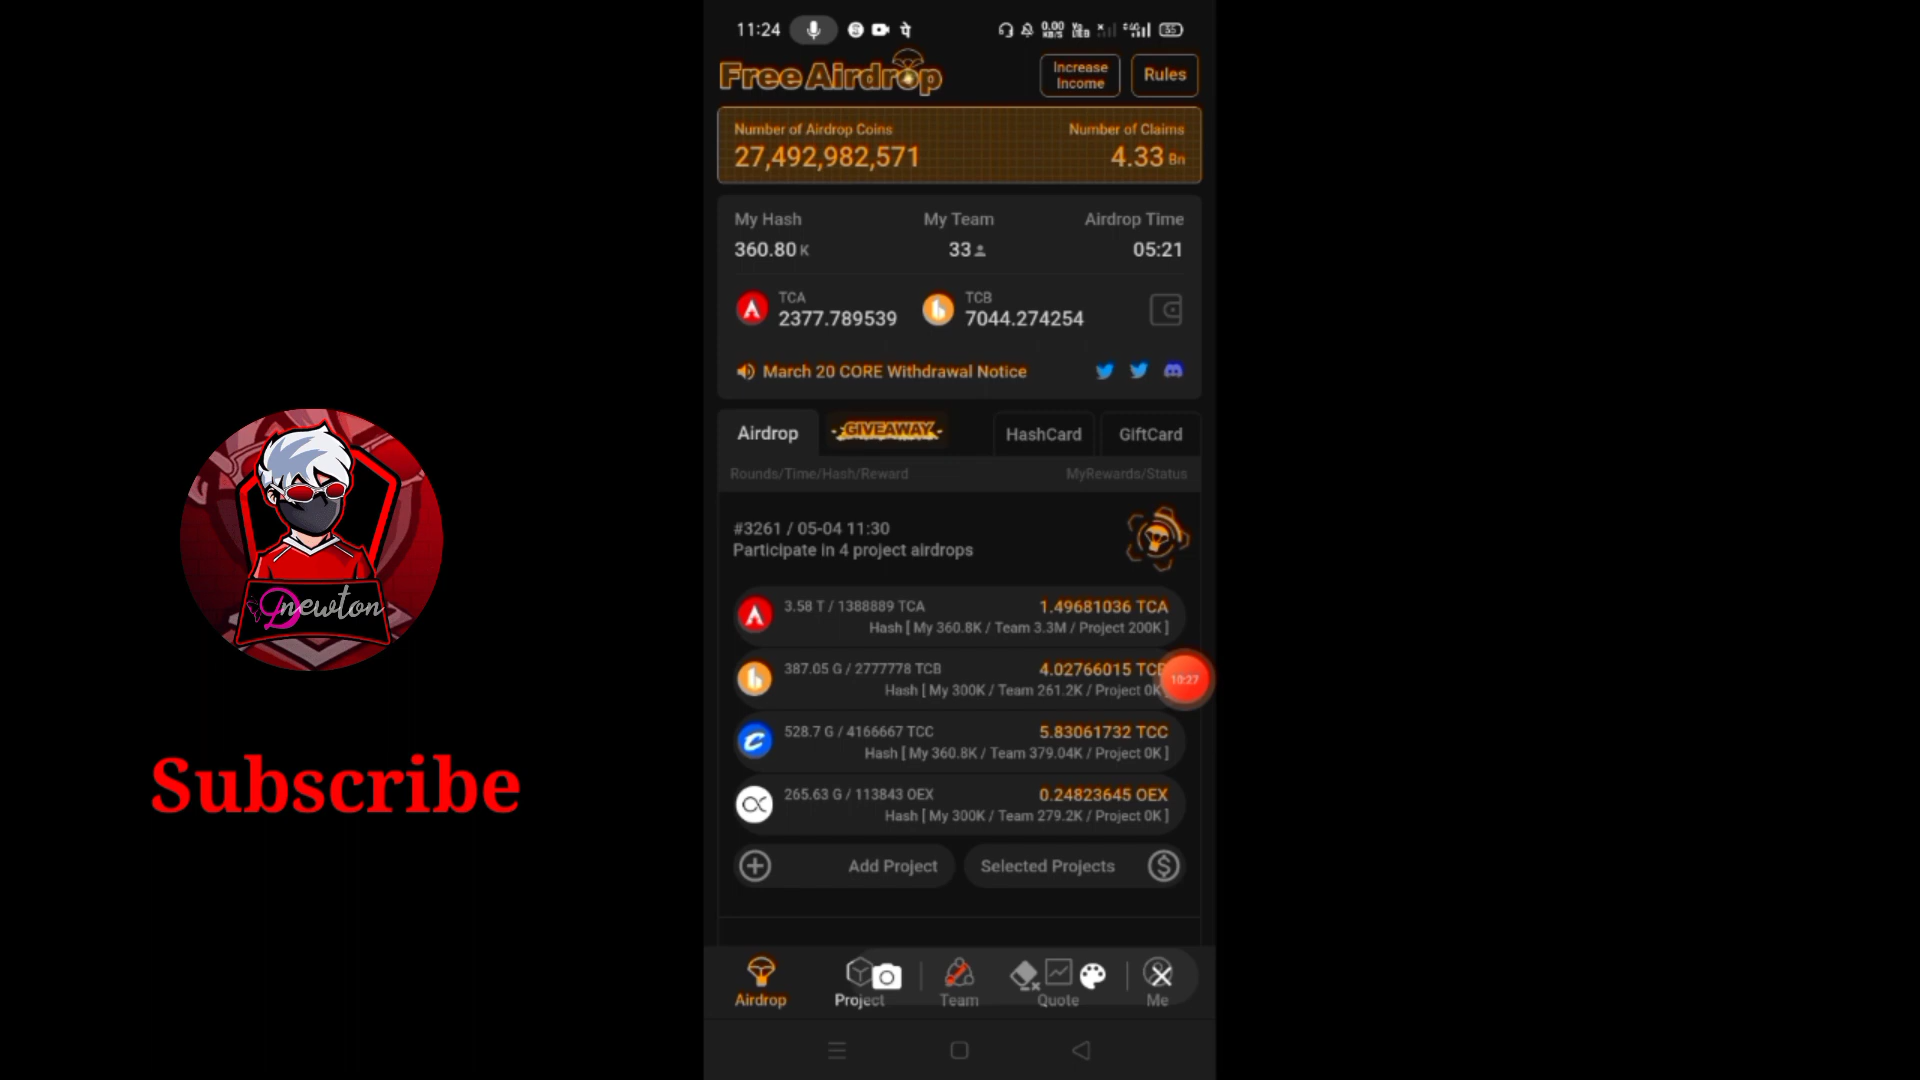 11:24
0.00 KB/S
55
Free Airdrop
Increase Income
Rules
Number of Airdrop Coins
Number of Claims
27,492,982,571
4.33 Bn
My Hash
My Team
Airdrop Time
360.80 K
33
05:21
TCA
2377.789539
TCB
7044.274254
March 20 CORE Withdrawal Notice
Airdrop
GIVEAWAY
HashCard
GiftCard
Rounds/Time/Hash/Reward
MyRewards/Status
#3261 / 05-04 11:30
Participate in 4 project airdrops
3.58 T / 1388889 TCA
1.49681036 TCA
Hash [ My 360.8K / Team 3.3M / Project 200K ]
387.05 G / 2777778 TCB
4.02766015 TCB
Hash [ My 300K / Team 261.2K / Project 0K ]
10:27
528.7 G / 4166667 TCC
5.83061732 TCC
Hash [ My 360.8K / Team 379.04K / Project 0K ]
265.63 G / 113843 OEX
0.24823645 OEX
Hash [ My 300K / Team 279.2K / Project 0K ]
Add Project
Selected Projects
Airdrop
Project
Team
Quote
Me
Dnewton
Subscribe